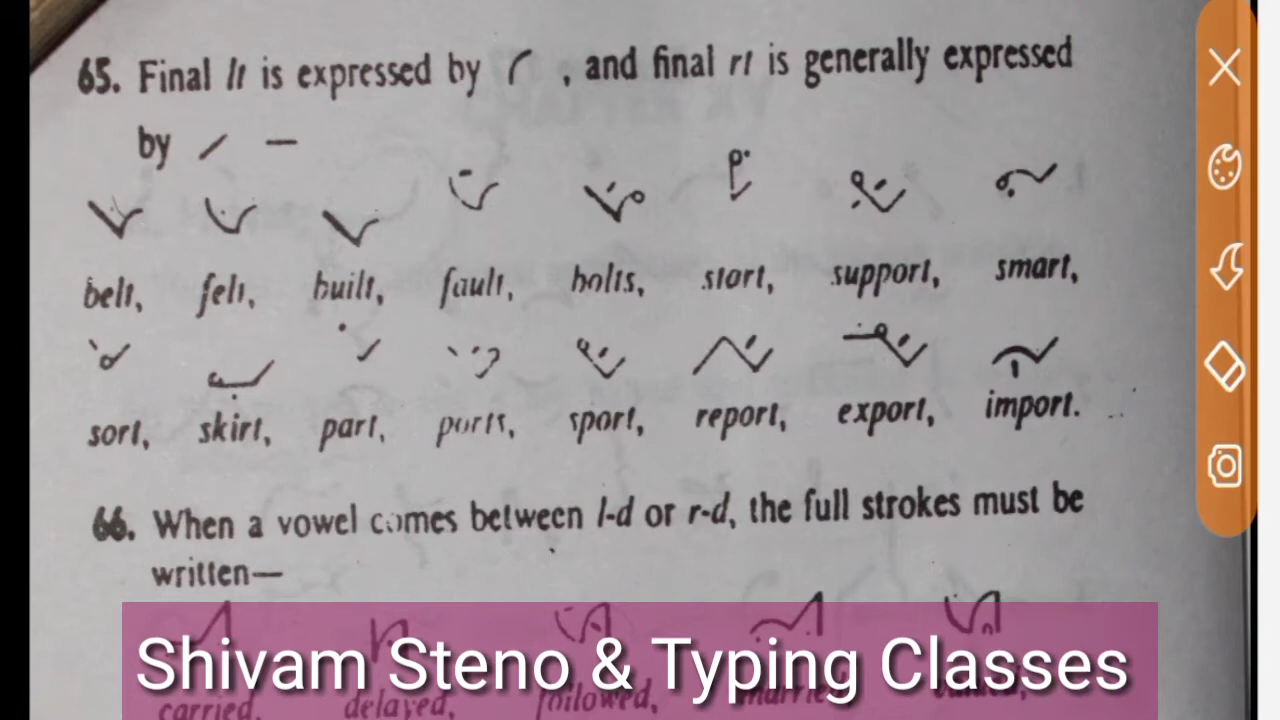 65. Final lt is expressed by , and final rt is generally expressed
by
belt, felt, built, fault, bolts, start, support, smart,
sort, skirt, part, ports, sport, report, export, import.
66. When a vowel comes between l-d or r-d, the full strokes must be
written—
Shivam Steno & Typing Classes
carried, delayed, followed,